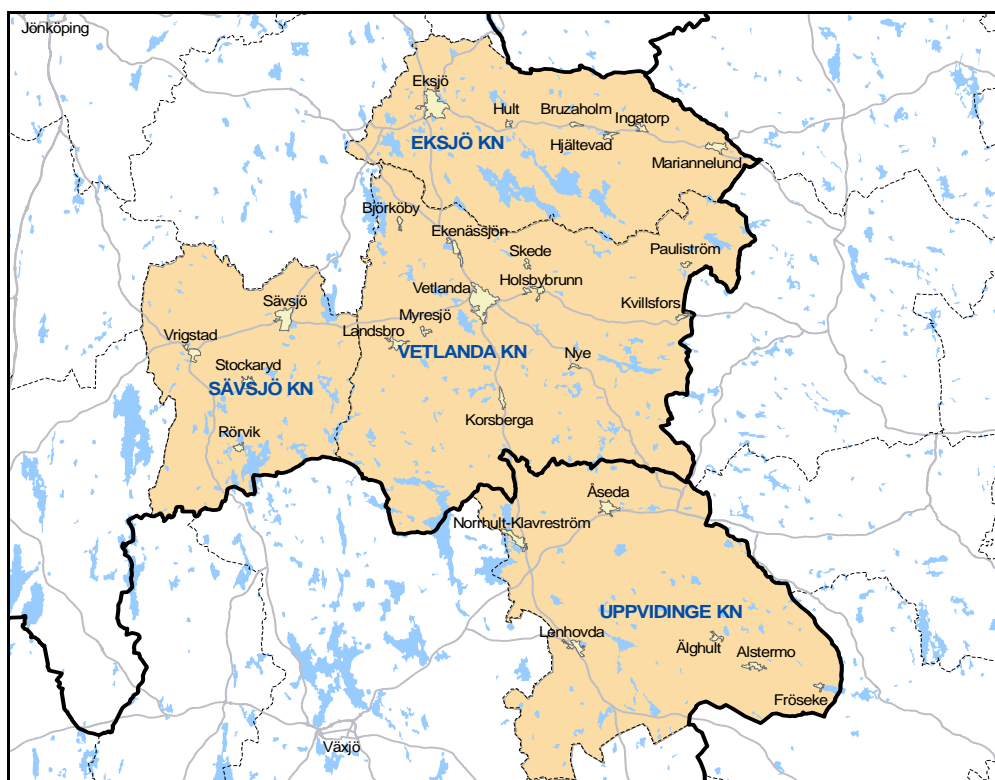 Jönköping
Eksjö
Hult
Bruzaholm
Ingatorp
EKSJÖ KN
Hjältevad
Mariannelund
Björköby
Ekenässjön
Skede
Pauliström
Vetlanda
Holsbybrunn
Sävsjö
Myresjö
Kvillsfors
Vrigstad
Landsbro
VETLANDA KN
Nye
Stockaryd
SÄVSJÖ KN
Korsberga
Rörvik
Åseda
Norrhult-Klavreström
UPPVIDINGE KN
Lenhovda
Älghult
Alstermo
Fröseke
Växjö